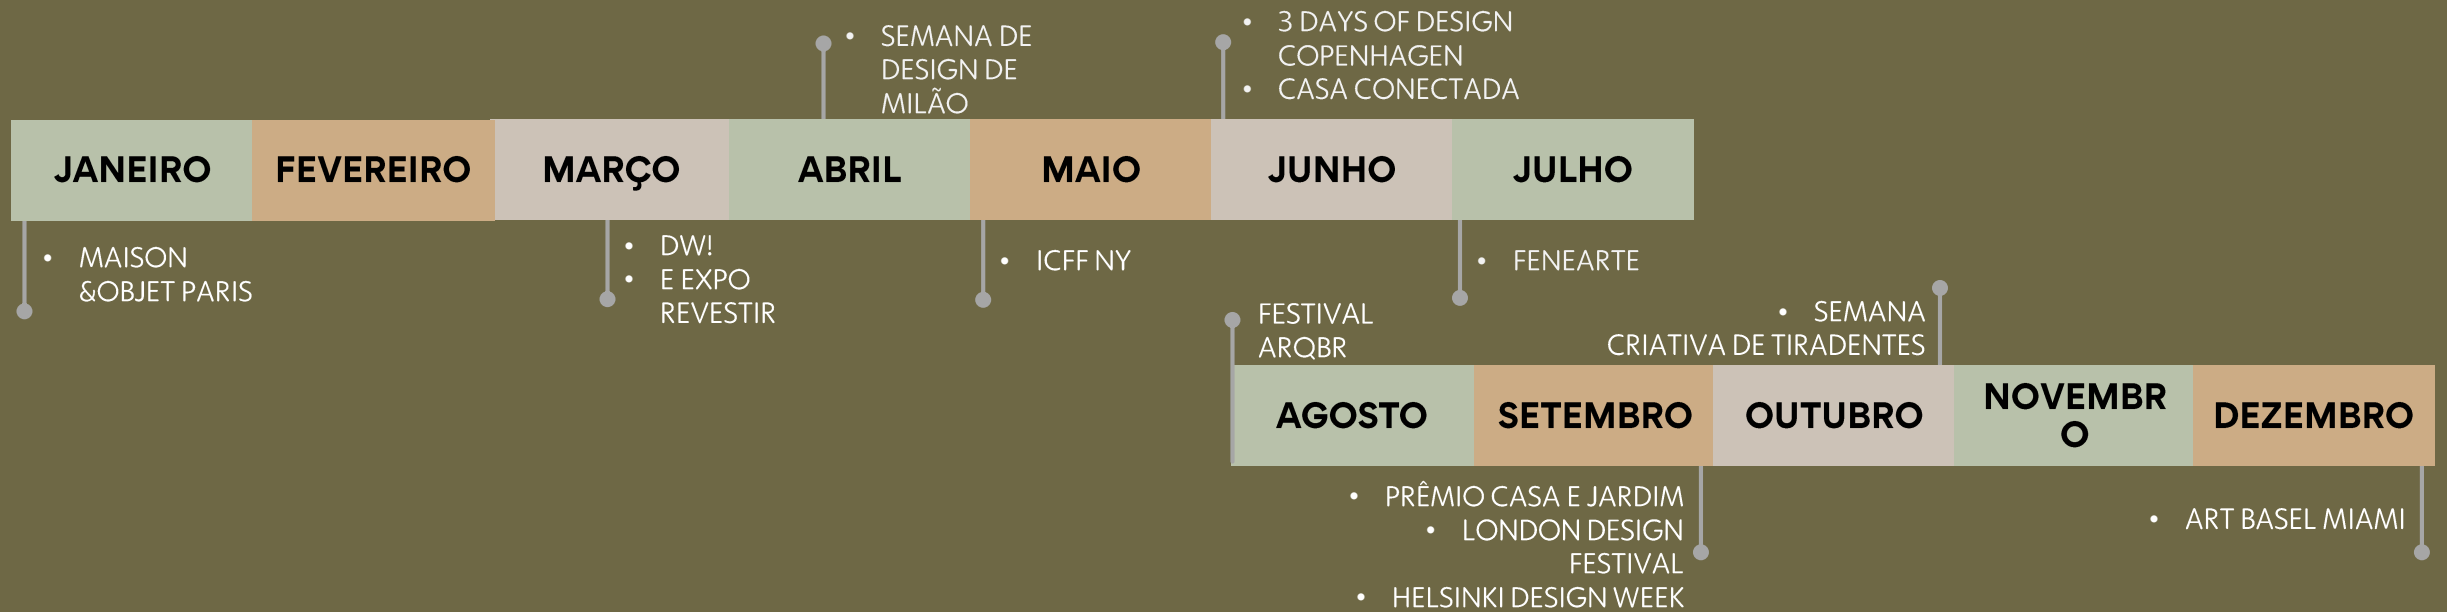 • SEMANA DE
DESIGN DE
MILÃO
• 3 DAYS OF DESIGN
COPENHAGEN
• CASA CONECTADA
JANEIRO
FEVEREIRO
MARÇO
ABRIL
MAIO
JUNHO
JULHO
• MAISON
&OBJET PARIS
• DW!
• E EXPO
REVESTIR
• ICFF NY
• FENEARTE
FESTIVAL
ARQBR
• SEMANA
CRIATIVA DE TIRADENTES
AGOSTO
SETEMBRO
OUTUBRO
NOVEMBR
O
DEZEMBRO
• PRÊMIO CASA E JARDIM
• LONDON DESIGN
FESTIVAL
• HELSINKI DESIGN WEEK
• ART BASEL MIAMI